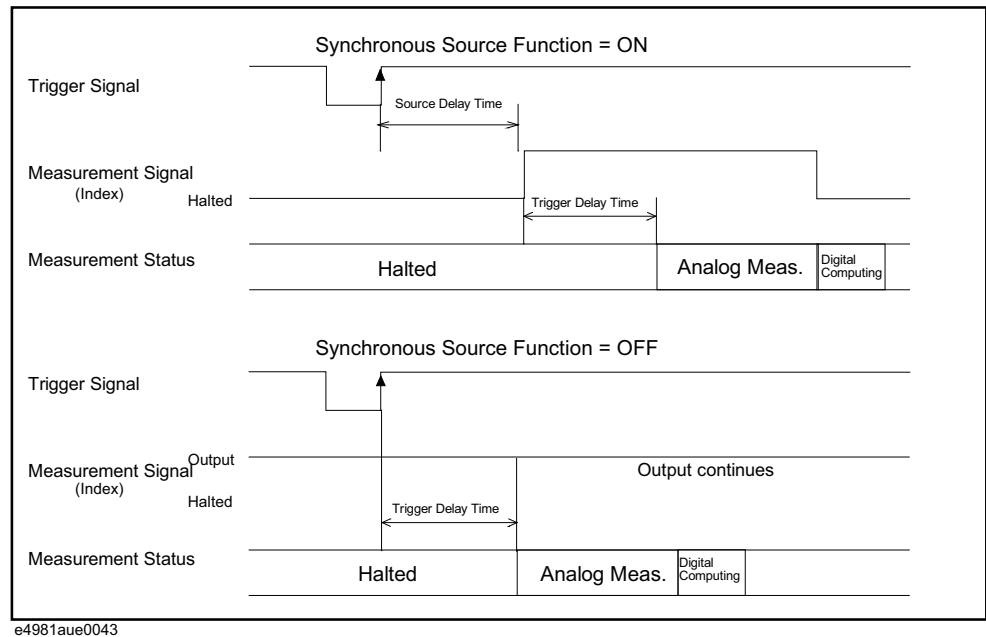 Synchronous Source Function = ON
Trigger Signal
Source Delay Time
Measurement Signal
(Index)
Halted
Trigger Delay Time
Measurement Status
Halted
Analog Meas.
Digital
Computing
Synchronous Source Function = OFF
Trigger Signal
Output
Measurement Signal
(Index)
Output continues
Halted
Trigger Delay Time
Measurement Status
Halted
Analog Meas.
Digital
Computing
e4981aue0043